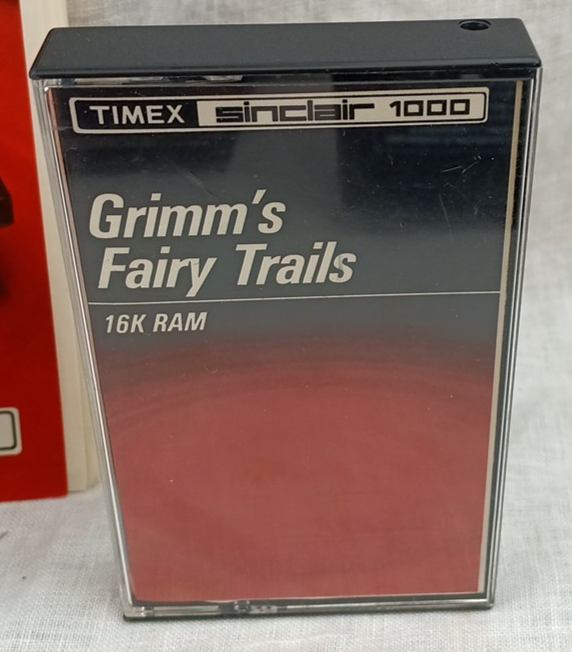 TIMEX sinclair 1000
Grimm's
Fairy Trails
16K RAM